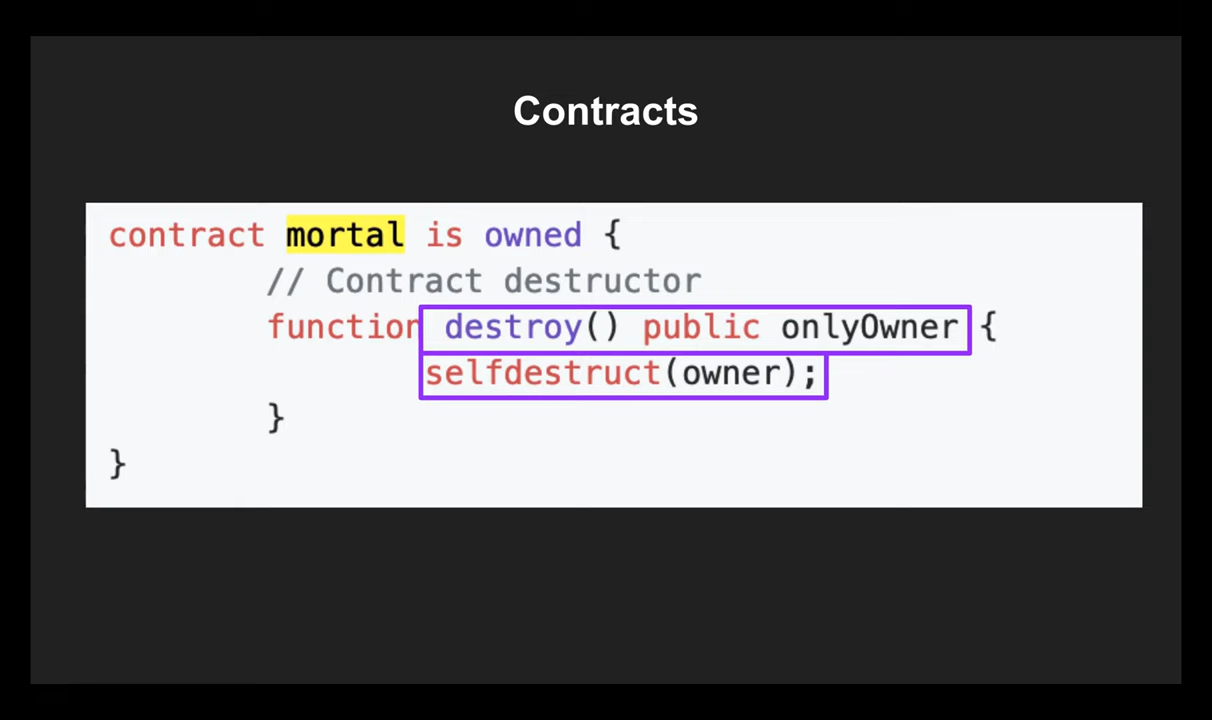 Contracts
contract mortal is owned {
// Contract destructor
function destroy() public onlyOwner {
selfdestruct(owner);
}
}